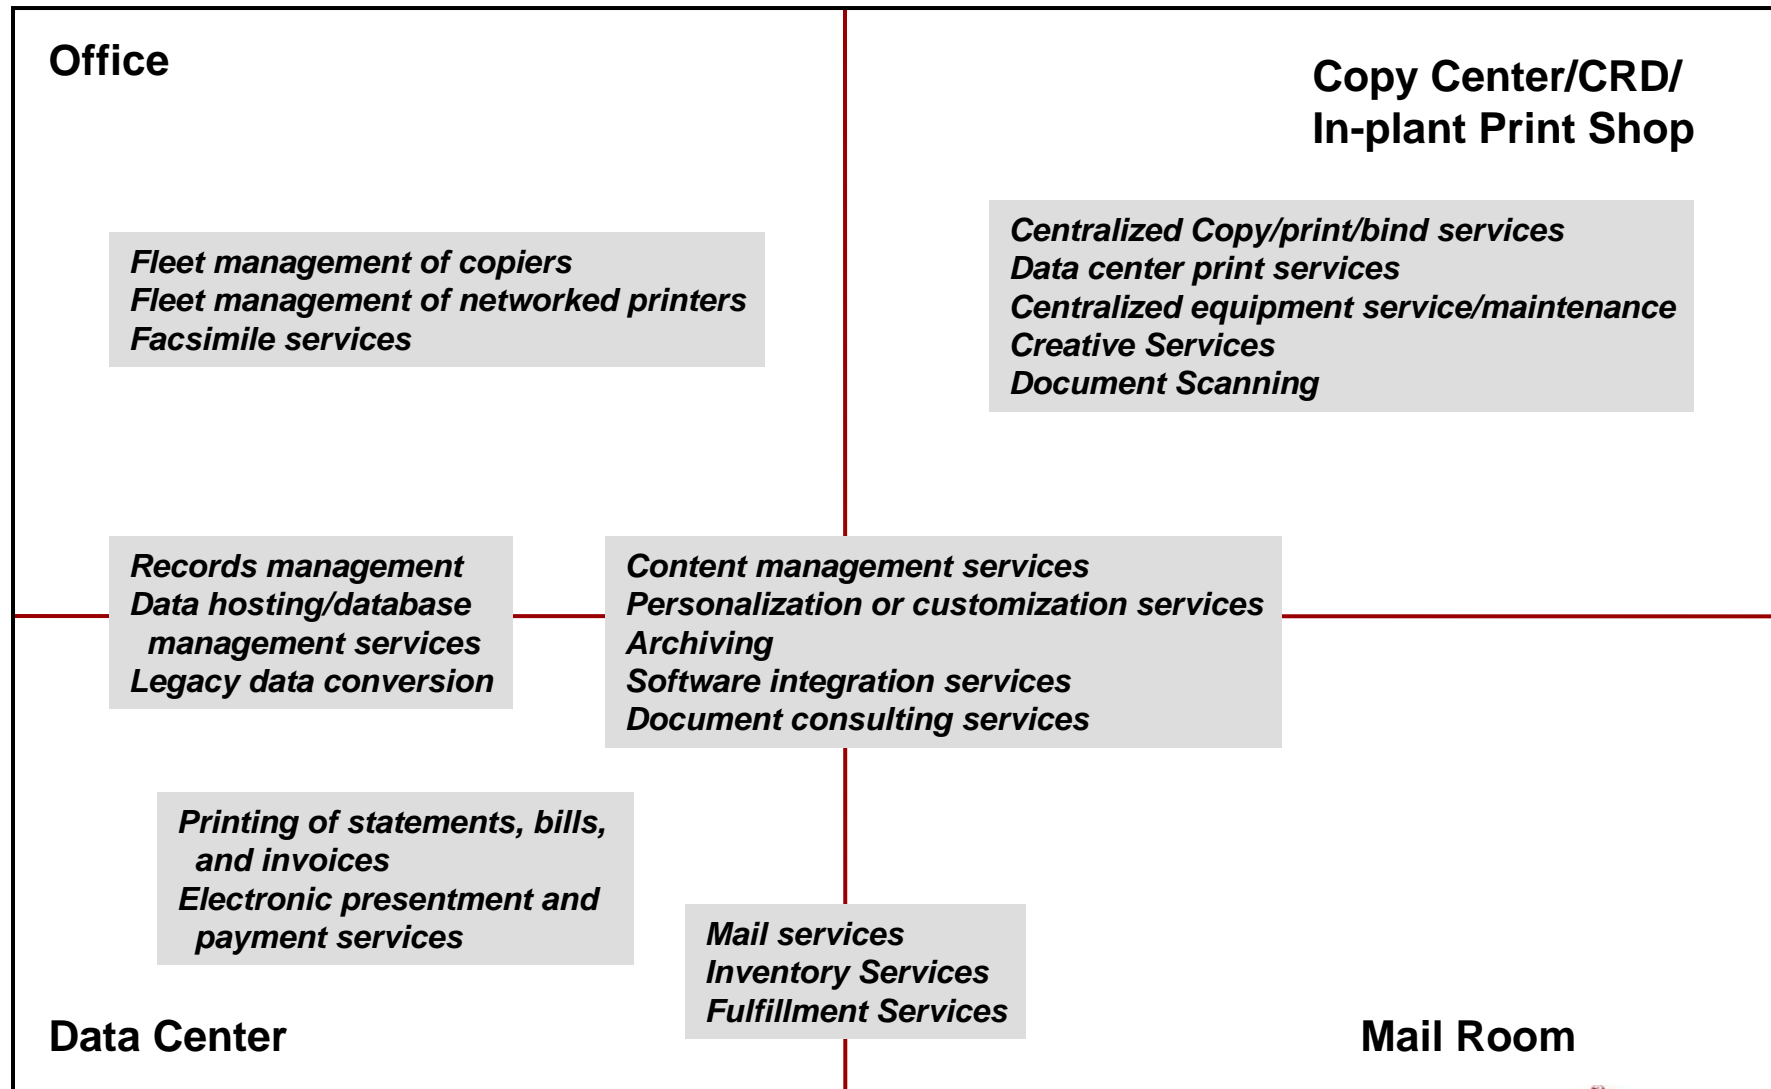 Office
Copy Center/CRD/
In-plant Print Shop
Fleet management of copiers
Fleet management of networked printers
Facsimile services
Centralized Copy/print/bind services
Data center print services
Centralized equipment service/maintenance
Creative Services
Document Scanning
Records management
Data hosting/database
management services
Legacy data conversion
Content management services
Personalization or customization services
Archiving
Software integration services
Document consulting services
Printing of statements, bills,
and invoices
Electronic presentment and
payment services
Mail services
Inventory Services
Fulfillment Services
Data Center
Mail Room